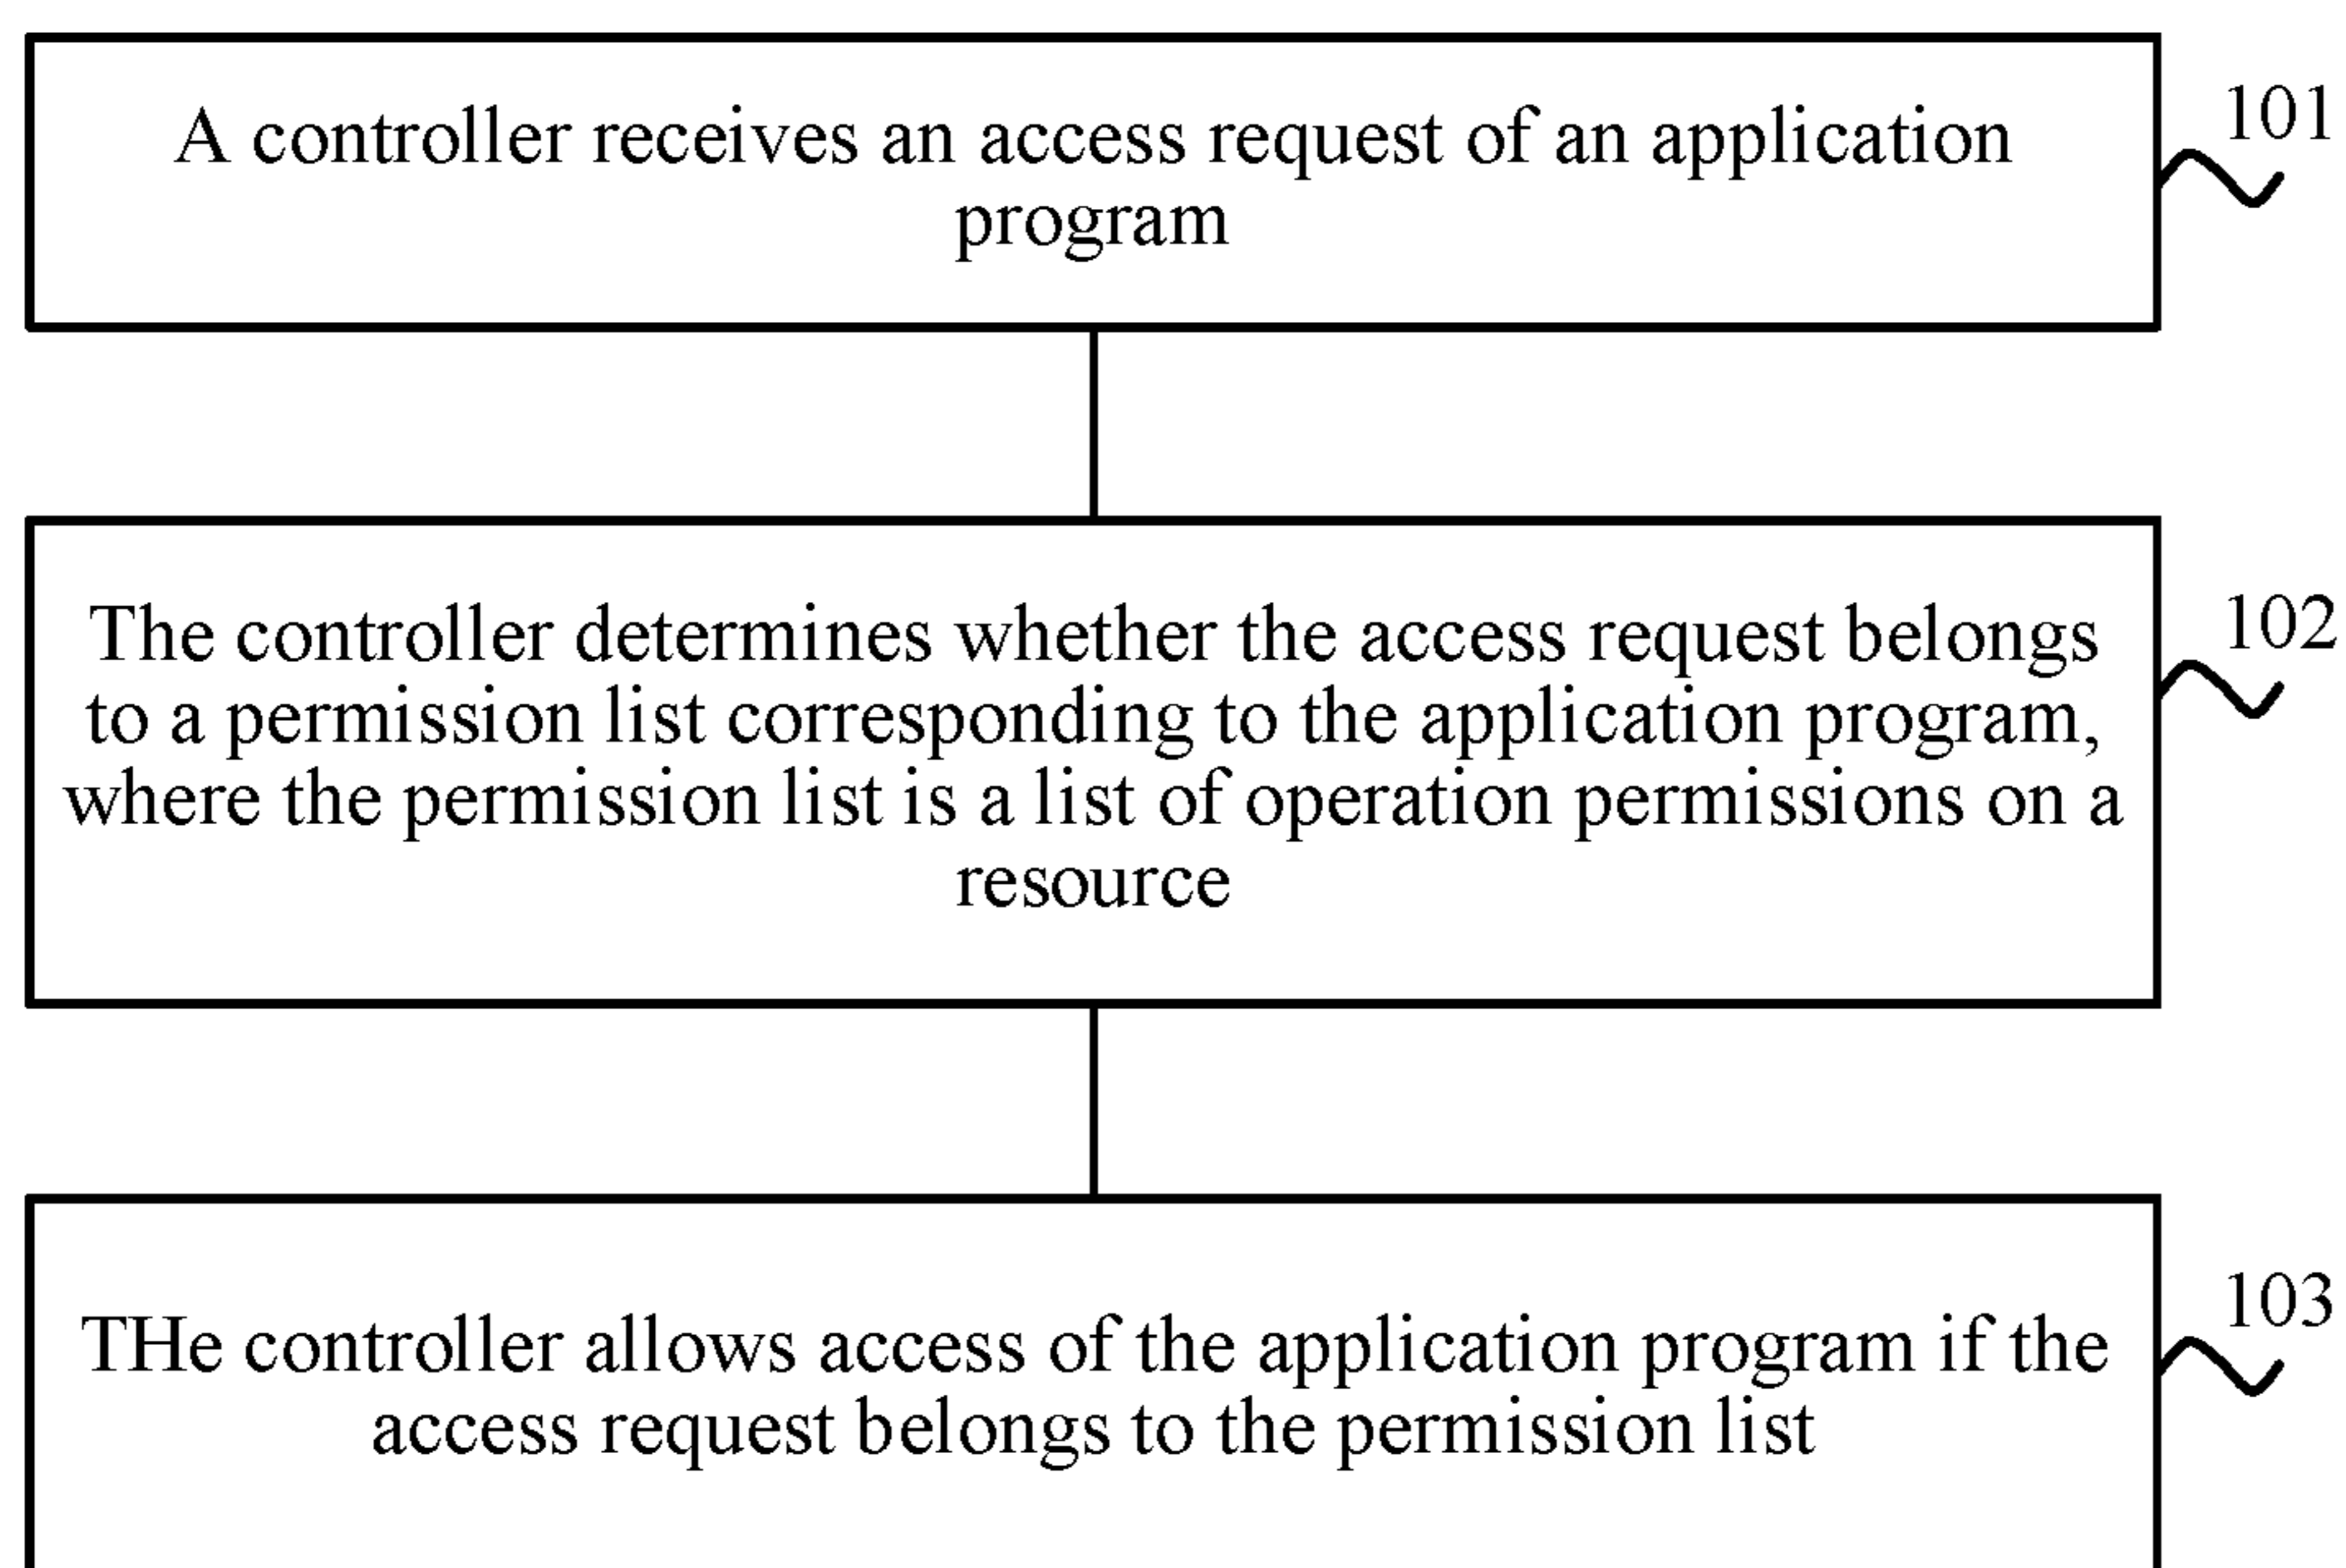 A controller receives an access request of an application
program
101
The controller determines whether the access request belongs
to a permission list corresponding to the application program,
where the permission list is a list of operation permissions on a
resource
102
THe controller allows access of the application program if the
access request belongs to the permission list
103